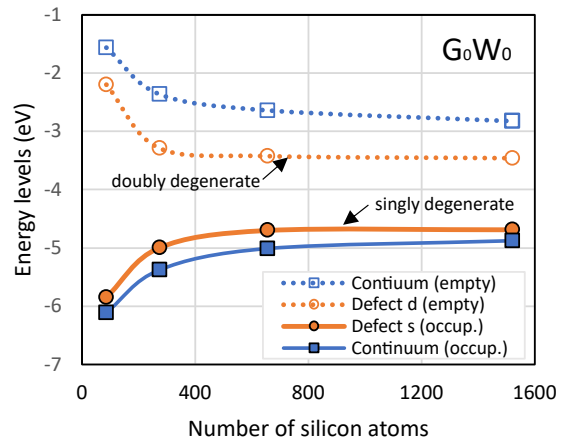 -1
-2
-3
-4
-5
-6
-7
Energy levels (eV)
G₀W₀
doubly degenerate
singly degenerate
Contiuum (empty)
Defect d (empty)
Defect s (occup.)
Continuum (occup.)
0 400 800 1200 1600
Number of silicon atoms